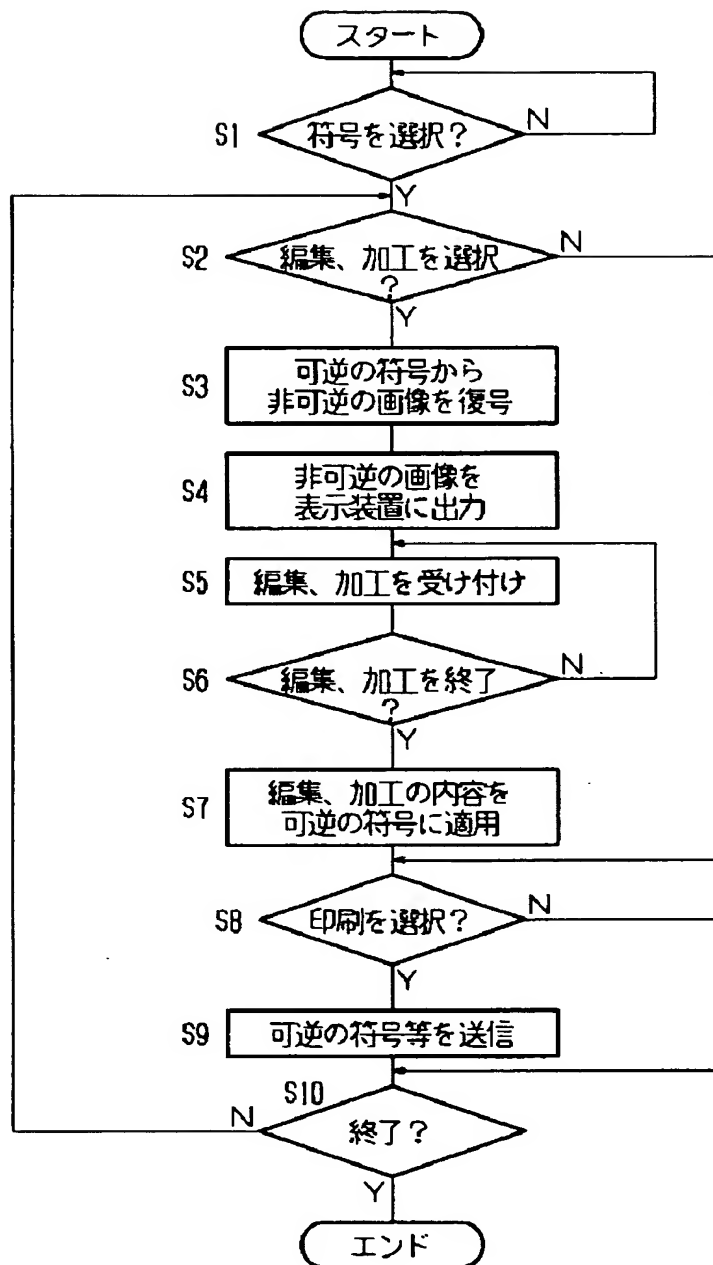 スタート
S1 符号を選択? N
Y
S2 編集、加工を選択 N
?
Y
S3 可逆の符号から
非可逆の画像を復号
S4 非可逆の画像を
表示装置に出力
S5 編集、加工を受け付け
S6 編集、加工を終了 N
?
Y
S7 編集、加工の内容を
可逆の符号に適用
S8 印刷を選択? N
Y
S9 可逆の符号等を送信
S10
N 終了?
Y
エンド